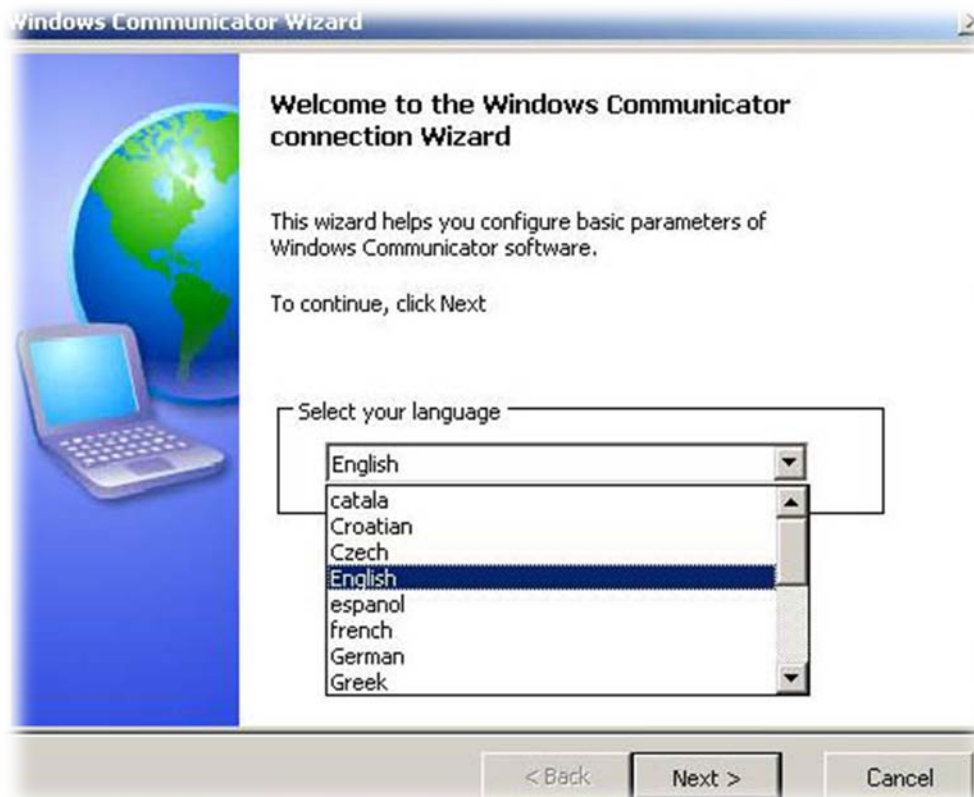 Windows Communicator Wizard
Welcome to the Windows Communicator
connection Wizard
This wizard helps you configure basic parameters of
Windows Communicator software.
To continue, click Next
Select your language
English
catala
Croatian
Czech
English
espanol
french
German
Greek
< Back
Next >
Cancel